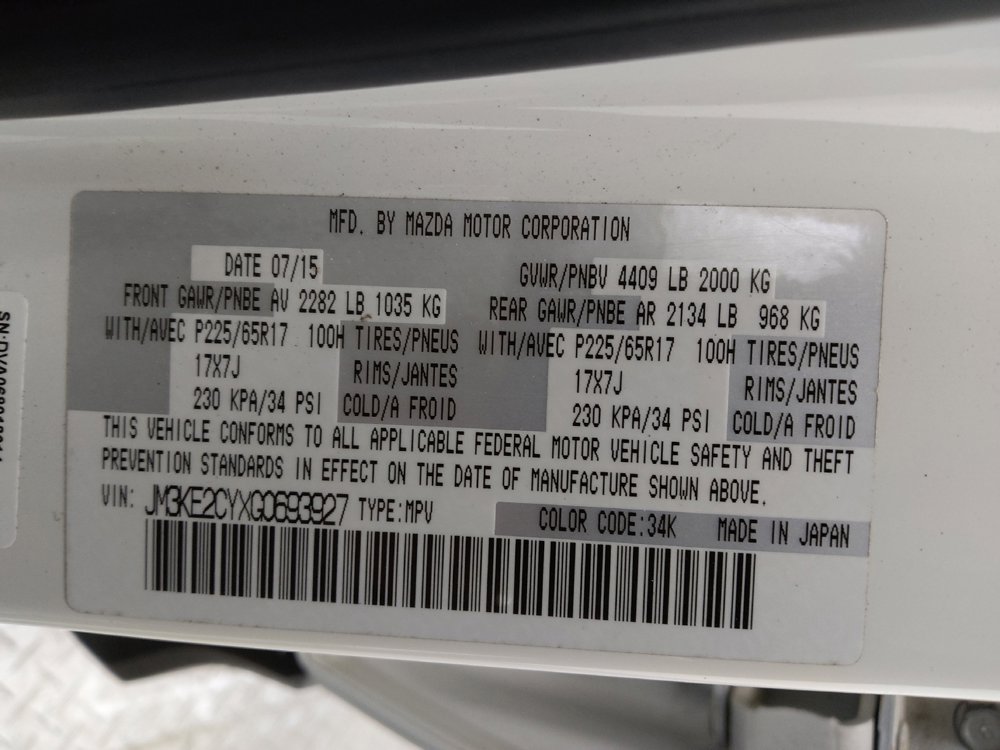 MFD. BY MAZDA MOTOR CORPORATION
DATE 07/15 GVWR/PNBV 4409 LB 2000 KG
FRONT GAWR/PNBE AV 2282 LB 1035 KG REAR GAWR/PNBE AR 2134 LB 968 KG
WITH/AVEC P225/65R17 100H TIRES/PNEUS WITH/AVEC P225/65R17 100H TIRES/PNEUS
17X7J RIMS/JANTES 17X7J RIMS/JANTES
230 KPA/34 PSI COLD/A FROID 230 KPA/34 PSI COLD/A FROID
THIS VEHICLE CONFORMS TO ALL APPLICABLE FEDERAL MOTOR VEHICLE SAFETY AND THEFT
PREVENTION STANDARDS IN EFFECT ON THE DATE OF MANUFACTURE SHOWN ABOVE.
VIN: JM3KE2CYXG0693927 TYPE:MPV COLOR CODE:34K MADE IN JAPAN